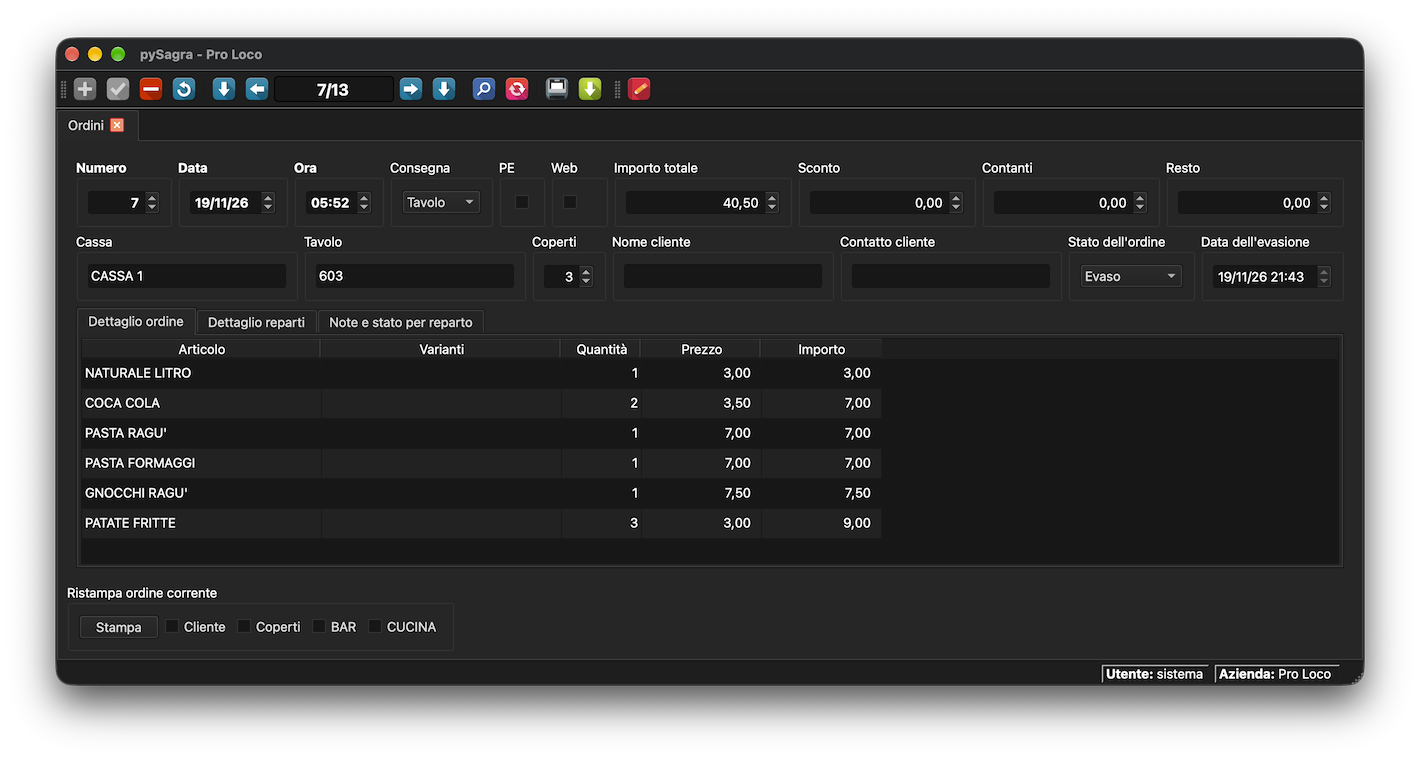 pySagra - Pro Loco
7/13
Ordini
Numero Data Ora Consegna PE Web Importo totale Sconto Contanti Resto
7 19/11/26 05:52 Tavolo 40,50 0,00 0,00 0,00
Cassa Tavolo Coperti Nome cliente Contatto cliente Stato dell'ordine Data dell'evasione
CASSA 1 603 3 Evaso 19/11/26 21:43
Dettaglio ordine Dettaglio reparti Note e stato per reparto
Articolo Varianti Quantità Prezzo Importo
NATURALE LITRO 1 3,00 3,00
COCA COLA 2 3,50 7,00
PASTA RAGU' 1 7,00 7,00
PASTA FORMAGGI 1 7,00 7,00
GNOCCHI RAGU' 1 7,50 7,50
PATATE FRITTE 3 3,00 9,00
Ristampa ordine corrente
Stampa Cliente Coperti BAR CUCINA
Utente: sistema Azienda: Pro Loco